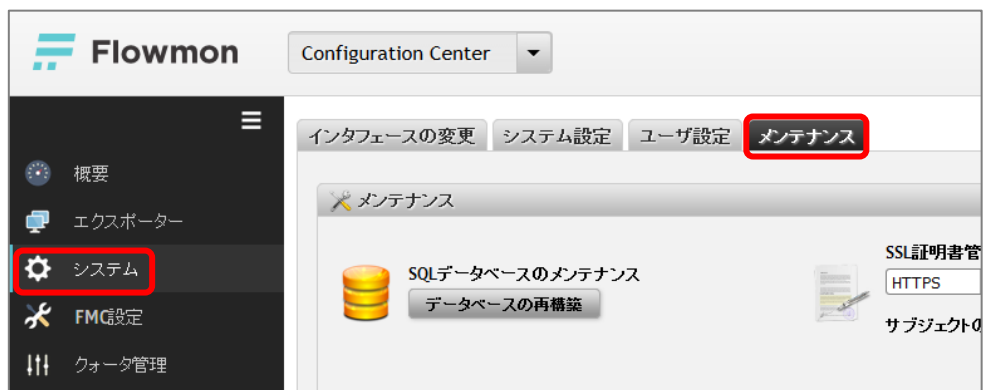 Flowmon
Configuration Center
インタフェースの変更 システム設定 ユーザ設定 メンテナンス
概要
エクスポーター
システム
FMC設定
クォータ管理
メンテナンス
SQLデータベースのメンテナンス
データベースの再構築
SSL証明書管
HTTPS
サブジェクトの